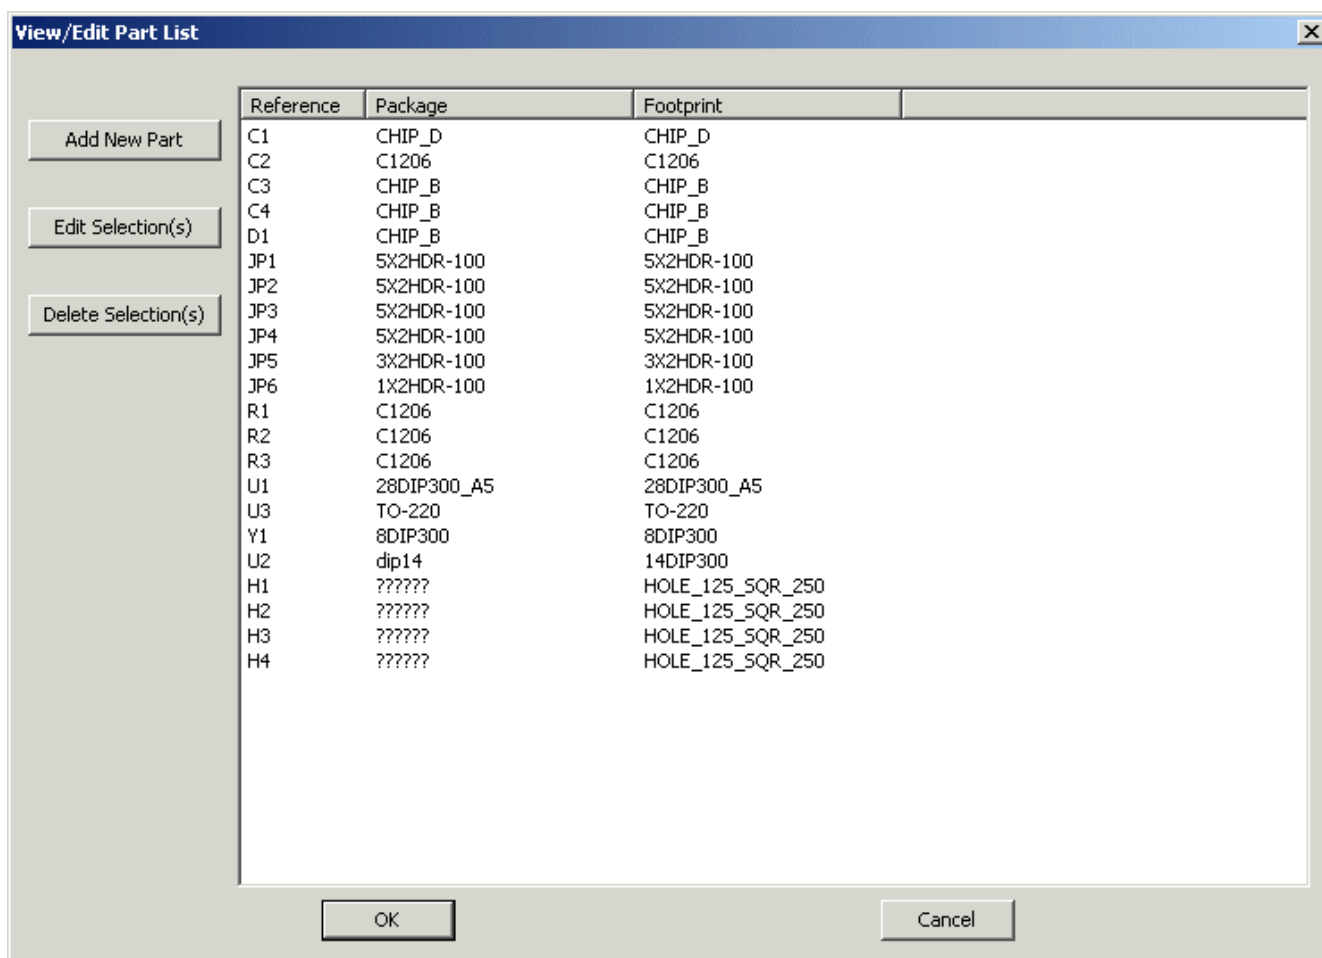 View/Edit Part List
Reference Package Footprint
Add New Part
C1 CHIP_D CHIP_D
C2 C1206 C1206
C3 CHIP_B CHIP_B
Edit Selection(s)
C4 CHIP_B CHIP_B
D1 CHIP_B CHIP_B
JP1 5X2HDR-100 5X2HDR-100
JP2 5X2HDR-100 5X2HDR-100
Delete Selection(s)
JP3 5X2HDR-100 5X2HDR-100
JP4 5X2HDR-100 5X2HDR-100
JP5 3X2HDR-100 3X2HDR-100
JP6 1X2HDR-100 1X2HDR-100
R1 C1206 C1206
R2 C1206 C1206
R3 C1206 C1206
U1 28DIP300_A5 28DIP300_A5
U3 TO-220 TO-220
Y1 8DIP300 8DIP300
U2 dip14 14DIP300
H1 ?????? HOLE_125_SQR_250
H2 ?????? HOLE_125_SQR_250
H3 ?????? HOLE_125_SQR_250
H4 ?????? HOLE_125_SQR_250
OK Cancel